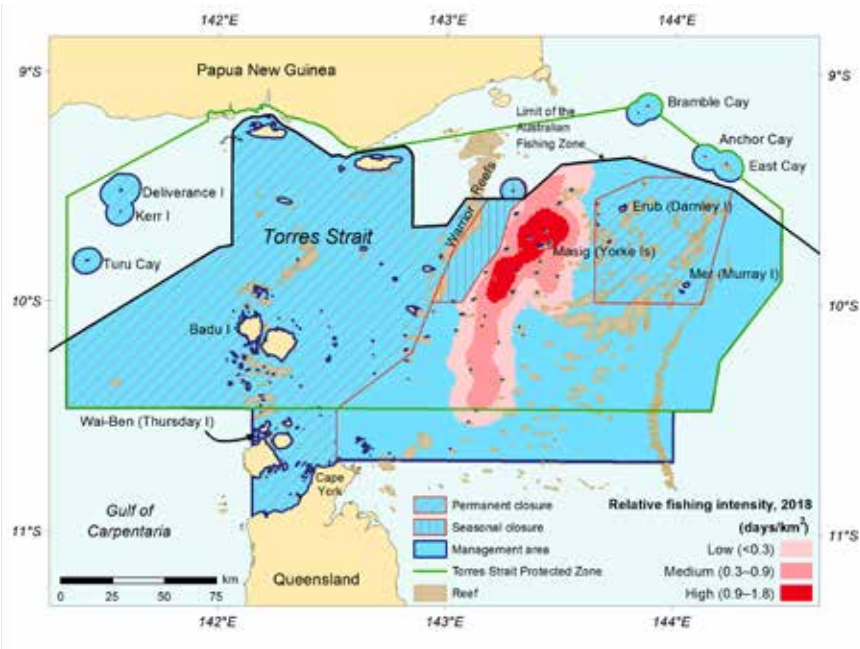 142°E
143°E
144°E
9°S
9°S
Papua New Guinea
Bramble Cay
Limit of the
Australian
Fishing Zone
Anchor Cay
East Cay
Warrior Reefs
Deliverance I
Kerr I
Erub (Darnley I)
Torres Strait
Masig (Yorke Is)
Turu Cay
Mer (Murray I)
10°S
10°S
Badu I
Wai-Ben (Thursday I)
Cape
York
Gulf of
Carpentaria
Permanent closure
Seasonal closure
Management area
Torres Strait Protected Zone
Reef
Relative fishing intensity, 2018
(days/km²)
Low (<0.3)
Medium (0.3–0.9)
High (0.9–1.8)
11°S
11°S
Queensland
km
0 25 50 75
142°E
143°E
144°E